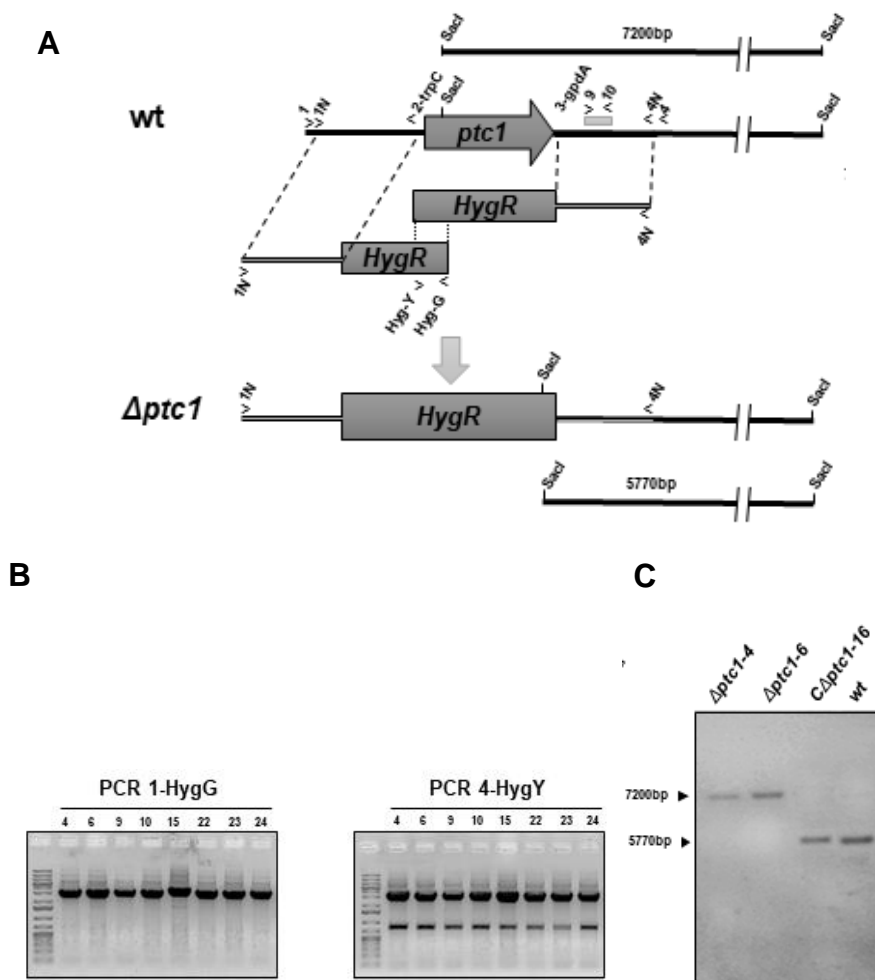 A
SacI
7200bp
SacI
wt
1
1N
2-trpC
SacI
3-gpdA
9
10
4N
4
SacI
ptc1
HygR
4N
HygR
1N
Hyg-Y
Hyg-G
Δptc1
1N
SacI
4N
SacI
HygR
SacI
5770bp
SacI
B
C
PCR 1-HygG
4 6 9 10 15 22 23 24
PCR 4-HygY
4 6 9 10 15 22 23 24
Δptc1-4
Δptc1-6
CΔptc1-16
wt
7200bp
5770bp